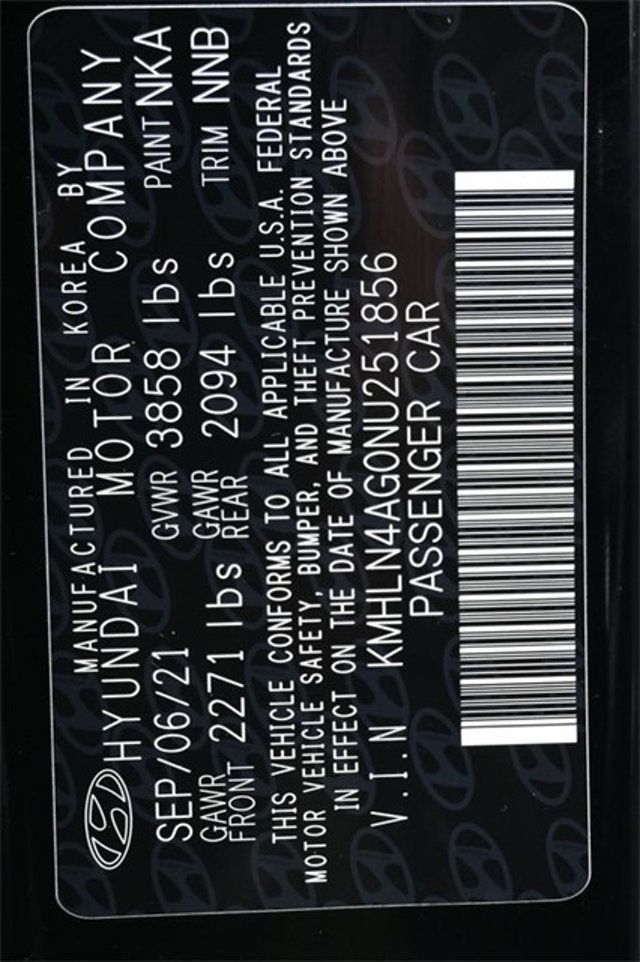 MANUFACTURED IN KOREA BY
HYUNDAI MOTOR COMPANY
SEP/06/21 GVWR 3858 lbs PAINT NKA
GAWR FRONT 2271 lbs GAWR REAR 2094 lbs TRIM NNB
THIS VEHICLE CONFORMS TO ALL APPLICABLE U.S.A. FEDERAL
MOTOR VEHICLE SAFETY, BUMPER, AND THEFT PREVENTION STANDARDS
IN EFFECT ON THE DATE OF MANUFACTURE SHOWN ABOVE
V.I.N KMHLN4AG0NU251856
PASSENGER CAR